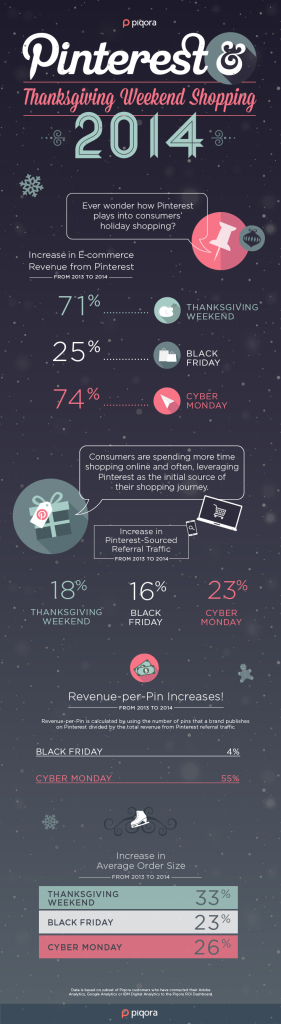 piqora
Pinterest &
Thanksgiving Weekend Shopping
2014
Ever wonder how Pinterest
plays into consumers'
holiday shopping?
Increase in E-commerce
Revenue from Pinterest
FROM 2013 TO 2014
71% THANKSGIVING
WEEKEND
25% BLACK
FRIDAY
74% CYBER
MONDAY
Consumers are spending more time
shopping online and often, leveraging
Pinterest as the initial source of
their shopping journey.
Increase in
Pinterest-Sourced
Referral Traffic
FROM 2013 TO 2014
18% 16% 23%
THANKSGIVING BLACK CYBER
WEEKEND FRIDAY MONDAY
Revenue-per-Pin Increases!
FROM 2013 TO 2014
Revenue-per-Pin is calculated by using the number of pins that a brand publishes
on Pinterest divided by the total revenue from Pinterest referral traffic
BLACK FRIDAY 4%
CYBER MONDAY 55%
Increase in
Average Order Size
FROM 2013 TO 2014
THANKSGIVING
WEEKEND 33%
BLACK FRIDAY 23%
CYBER MONDAY 26%
Data is based on subset of Piqora customers who have connected their Adobe
Analytics, Google Analytics or IBM Digital Analytics to the Piqora ROI Dashboard.
piqora